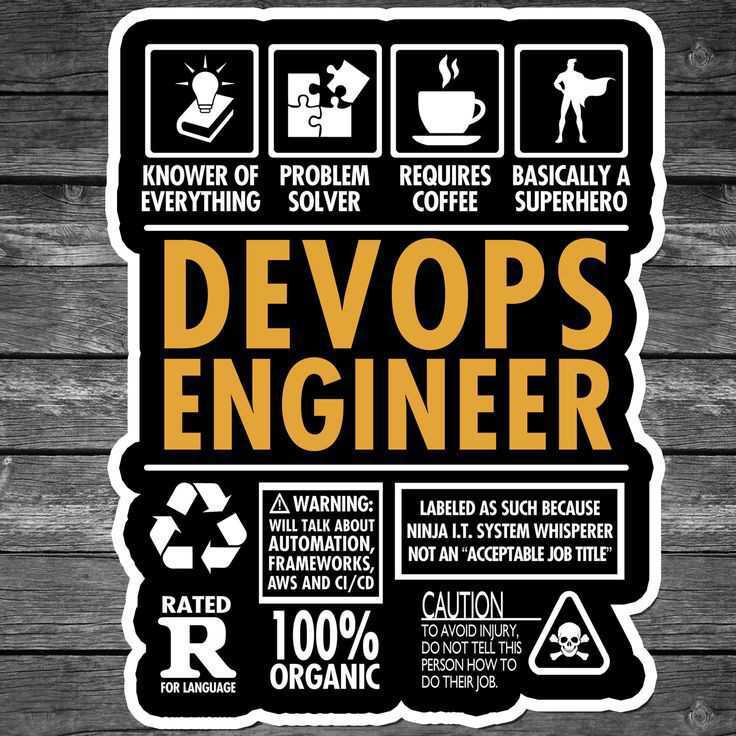 KNOWER OF
EVERYTHING
PROBLEM
SOLVER
REQUIRES
COFFEE
BASICALLY A
SUPERHERO
DEVOPS
ENGINEER
WARNING:
WILL TALK ABOUT
AUTOMATION,
FRAMEWORKS,
AWS AND CI/CD
LABELED AS SUCH BECAUSE
NINJA I.T. SYSTEM WHISPERER
NOT AN "ACCEPTABLE JOB TITLE"
RATED
R
FOR LANGUAGE
100%
ORGANIC
CAUTION
TO AVOID INJURY,
DO NOT TELL THIS
PERSON HOW TO
DO THEIR JOB.